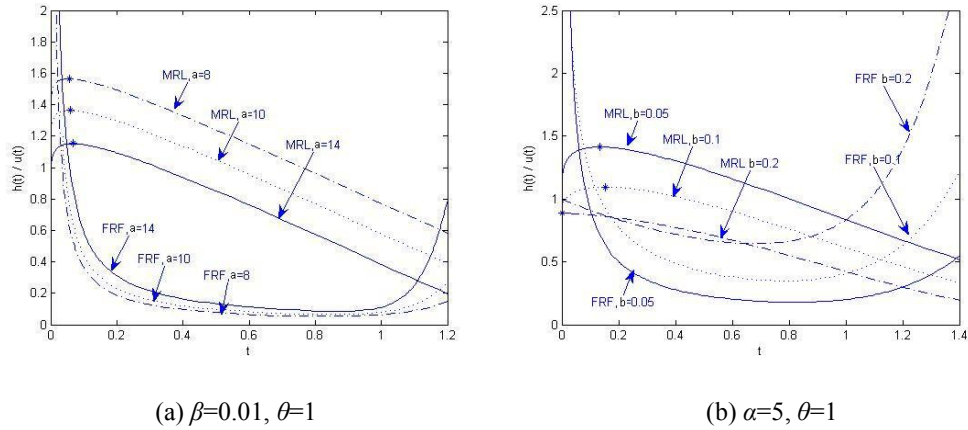 2
1.8
1.6
1.4
1.2
1
0.8
0.6
0.4
0.2
0
h(t) / u(t)
MRL,a=8
MRL,a=10
MRL,a=14
FRF,a=14
FRF,a=10
FRF,a=8
0 0.2 0.4 0.6 0.8 1 1.2
t
(a) β=0.01, θ=1
2.5
2
1.5
1
0.5
0
h(t) / u(t)
FRF,b=0.2
MRL,b=0.05
MRL,b=0.1
MRL b=0.2
FRF,b=0.1
FRF,b=0.05
0 0.2 0.4 0.6 0.8 1 1.2 1.4
t
(b) α=5, θ=1